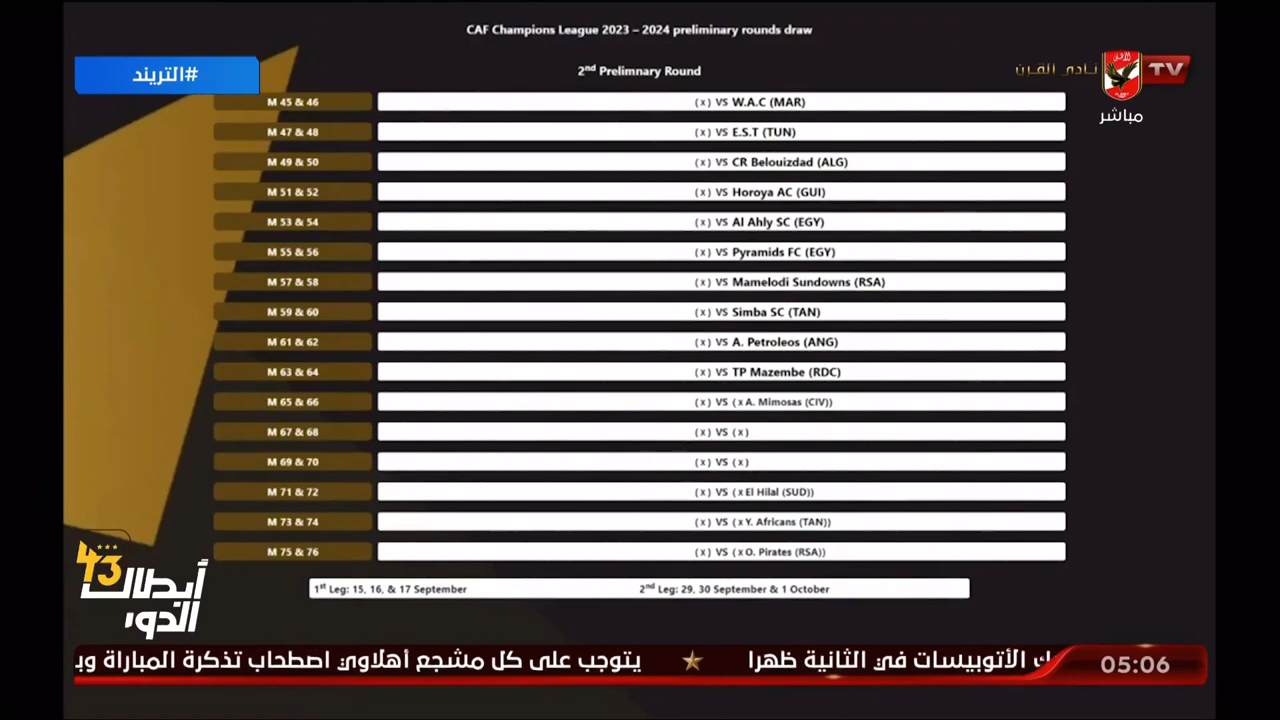 CAF Champions League 2023 – 2024 preliminary rounds draw
#التريند
2nd Prelimnary Round
نادي القرن
TV
مباشر
M 45 & 46 (x) VS W.A.C (MAR)
M 47 & 48 (x) VS E.S.T (TUN)
M 49 & 50 (x) VS CR Belouizdad (ALG)
M 51 & 52 (x) VS Horoya AC (GUI)
M 53 & 54 (x) VS Al Ahly SC (EGY)
M 55 & 56 (x) VS Pyramids FC (EGY)
M 57 & 58 (x) VS Mamelodi Sundowns (RSA)
M 59 & 60 (x) VS Simba SC (TAN)
M 61 & 62 (x) VS A. Petroleos (ANG)
M 63 & 64 (x) VS TP Mazembe (RDC)
M 65 & 66 (x) VS (x A. Mimosas (CIV))
M 67 & 68 (x) VS (x)
M 69 & 70 (x) VS (x)
M 71 & 72 (x) VS (x El Hilal (SUD))
M 73 & 74 (x) VS (x Y. Africans (TAN))
M 75 & 76 (x) VS (x O. Pirates (RSA))
1st Leg: 15, 16, & 17 September 2nd Leg: 29, 30 September & 1 October
43
أبطال
الدوري
الأتوبيسات في الثانية ظهرا ★ يتوجب على كل مشجع أهلاوي اصطحاب تذكرة المباراة
05:06